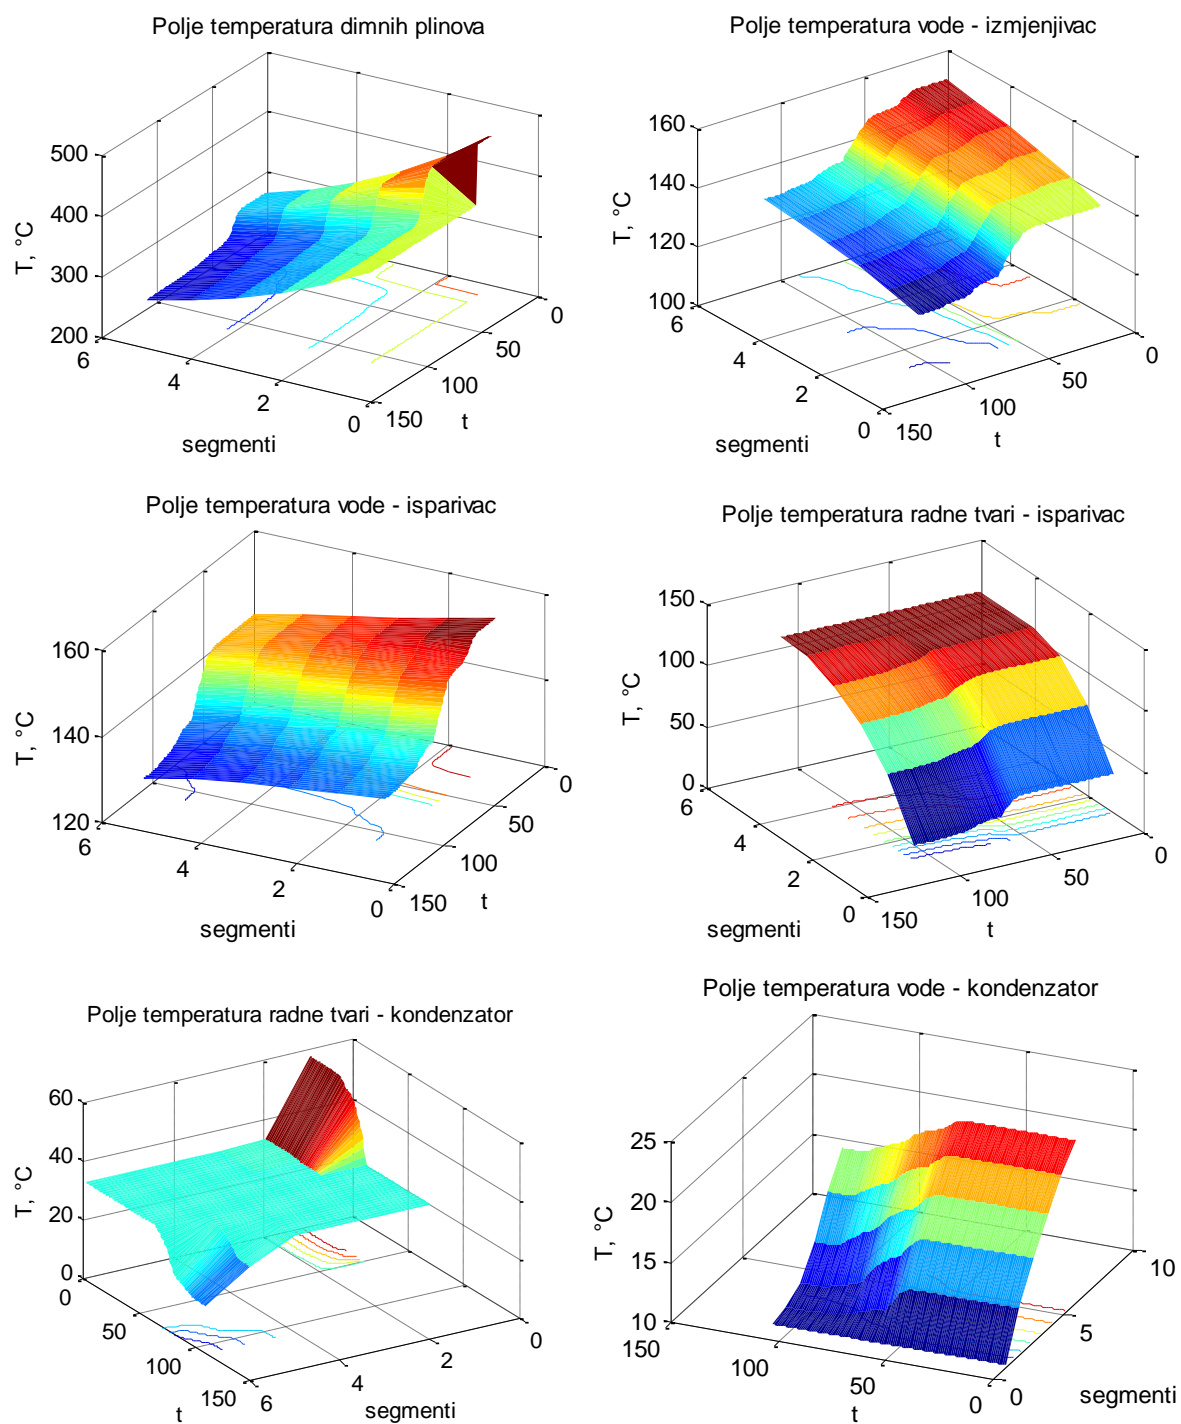 Polje temperatura dimnih plinova
500
400
300
200
T, °C
6
4
2
0
segmenti
150
100
50
0
t
Polje temperatura vode - izmjenjivac
160
140
120
100
T, °C
6
4
2
0
segmenti
150
100
50
0
t
Polje temperatura vode - isparivac
160
140
120
T, °C
6
4
2
0
segmenti
150
100
50
0
t
Polje temperatura radne tvari - isparivac
150
100
50
0
T, °C
6
4
2
0
segmenti
150
100
50
0
t
Polje temperatura radne tvari - kondenzator
60
40
20
0
T, °C
0
50
100
150
t
6
4
2
0
segmenti
Polje temperatura vode - kondenzator
25
20
15
10
T, °C
150
100
50
0
t
0
5
10
segmenti